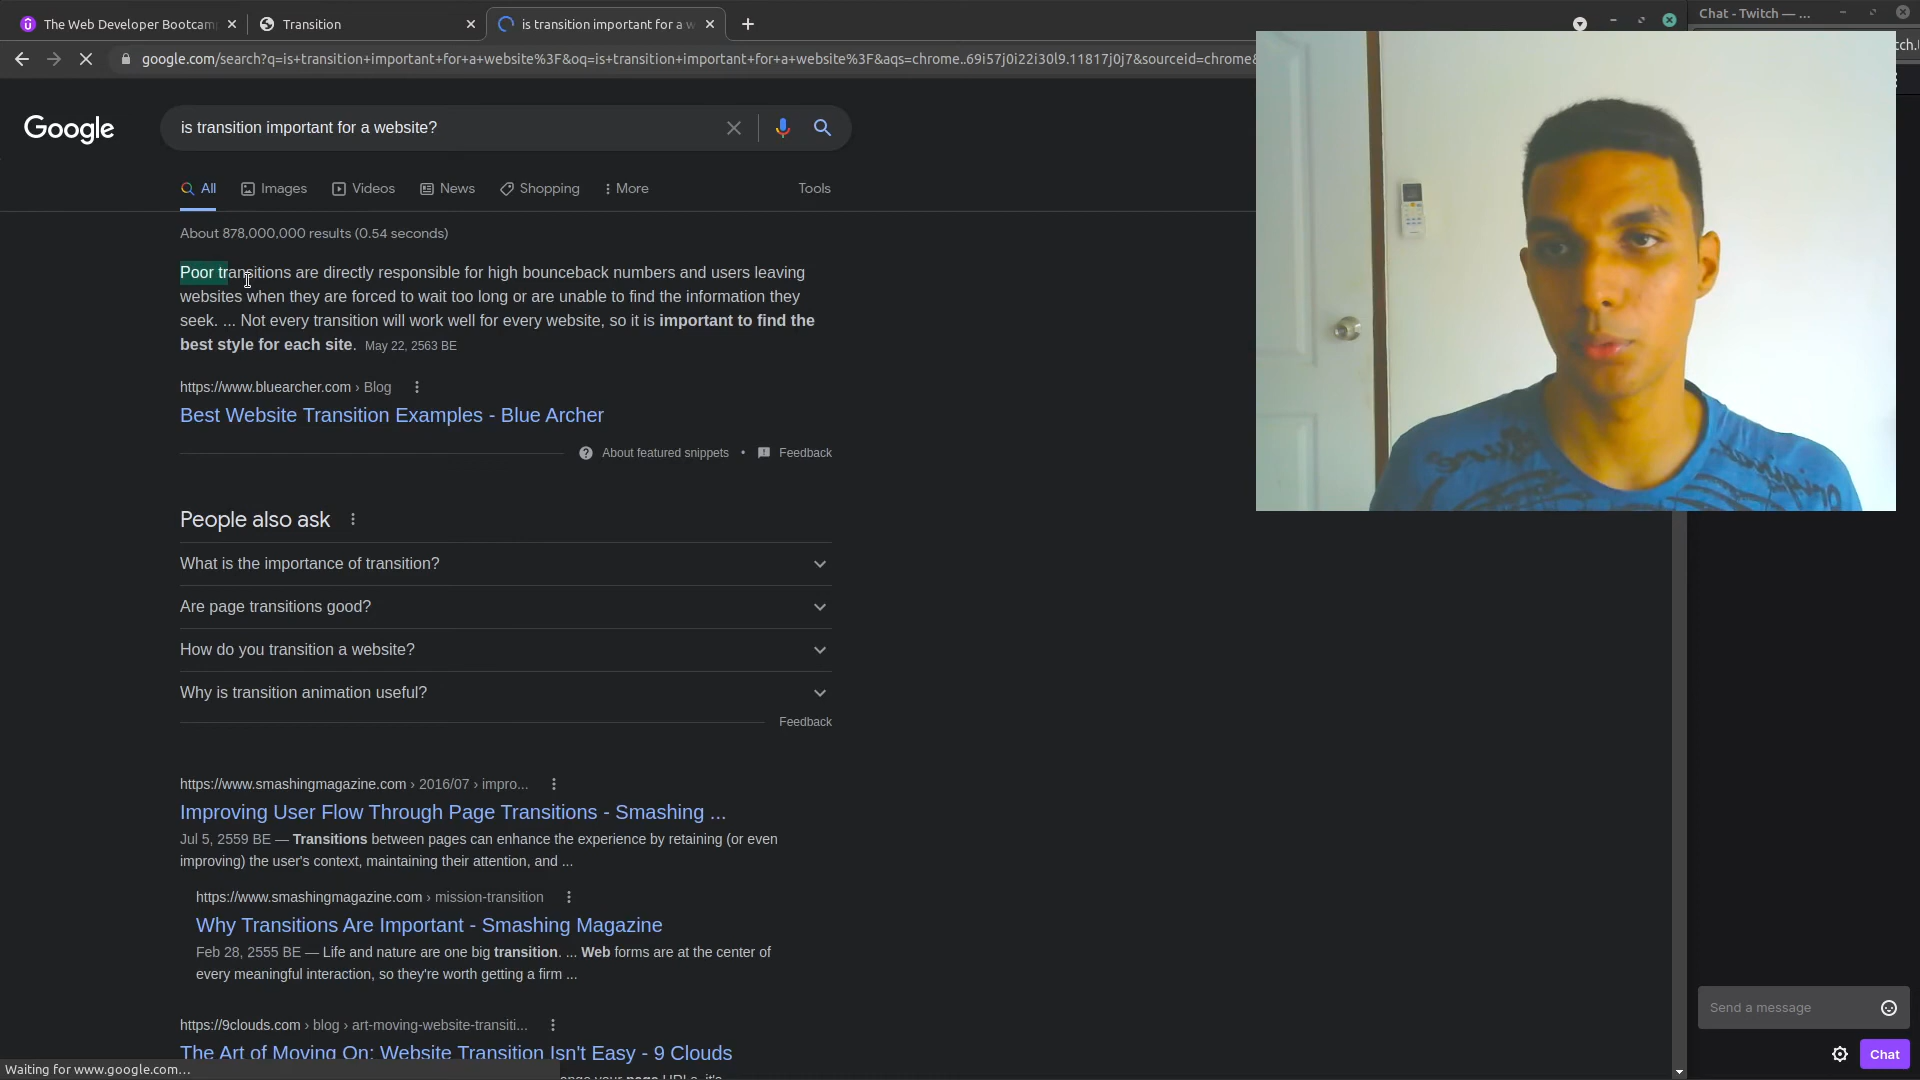 The Web Developer Bootcam
Transition
is transition important for a w
Chat - Twitch — ...
google.com/search?q=is+transition+important+for+a+website%3F&oq=is+transition+important+for+a+website%3F&aqs=chrome..69i57j0i22i30l9.11817j0j7&sourceid=chrome&
tch.
Google
is transition important for a website?
All
Images
Videos
News
Shopping
More
Tools
About 878,000,000 results (0.54 seconds)
Poor transitions are directly responsible for high bounceback numbers and users leaving
websites when they are forced to wait too long or are unable to find the information they
seek. ... Not every transition will work well for every website, so it is important to find the
best style for each site. May 22, 2563 BE
https://www.bluearcher.com › Blog
Best Website Transition Examples - Blue Archer
About featured snippets • Feedback
People also ask
What is the importance of transition?
Are page transitions good?
How do you transition a website?
Why is transition animation useful?
Feedback
https://www.smashingmagazine.com › 2016/07 › impro...
Improving User Flow Through Page Transitions - Smashing ...
Jul 5, 2559 BE — Transitions between pages can enhance the experience by retaining (or even
improving) the user's context, maintaining their attention, and ...
https://www.smashingmagazine.com › mission-transition
Why Transitions Are Important - Smashing Magazine
Feb 28, 2555 BE — Life and nature are one big transition. ... Web forms are at the center of
every meaningful interaction, so they're worth getting a firm ...
https://9clouds.com › blog › art-moving-website-transiti...
The Art of Moving On: Website Transition Isn't Easy - 9 Clouds
Waiting for www.google.com...
Send a message
Chat